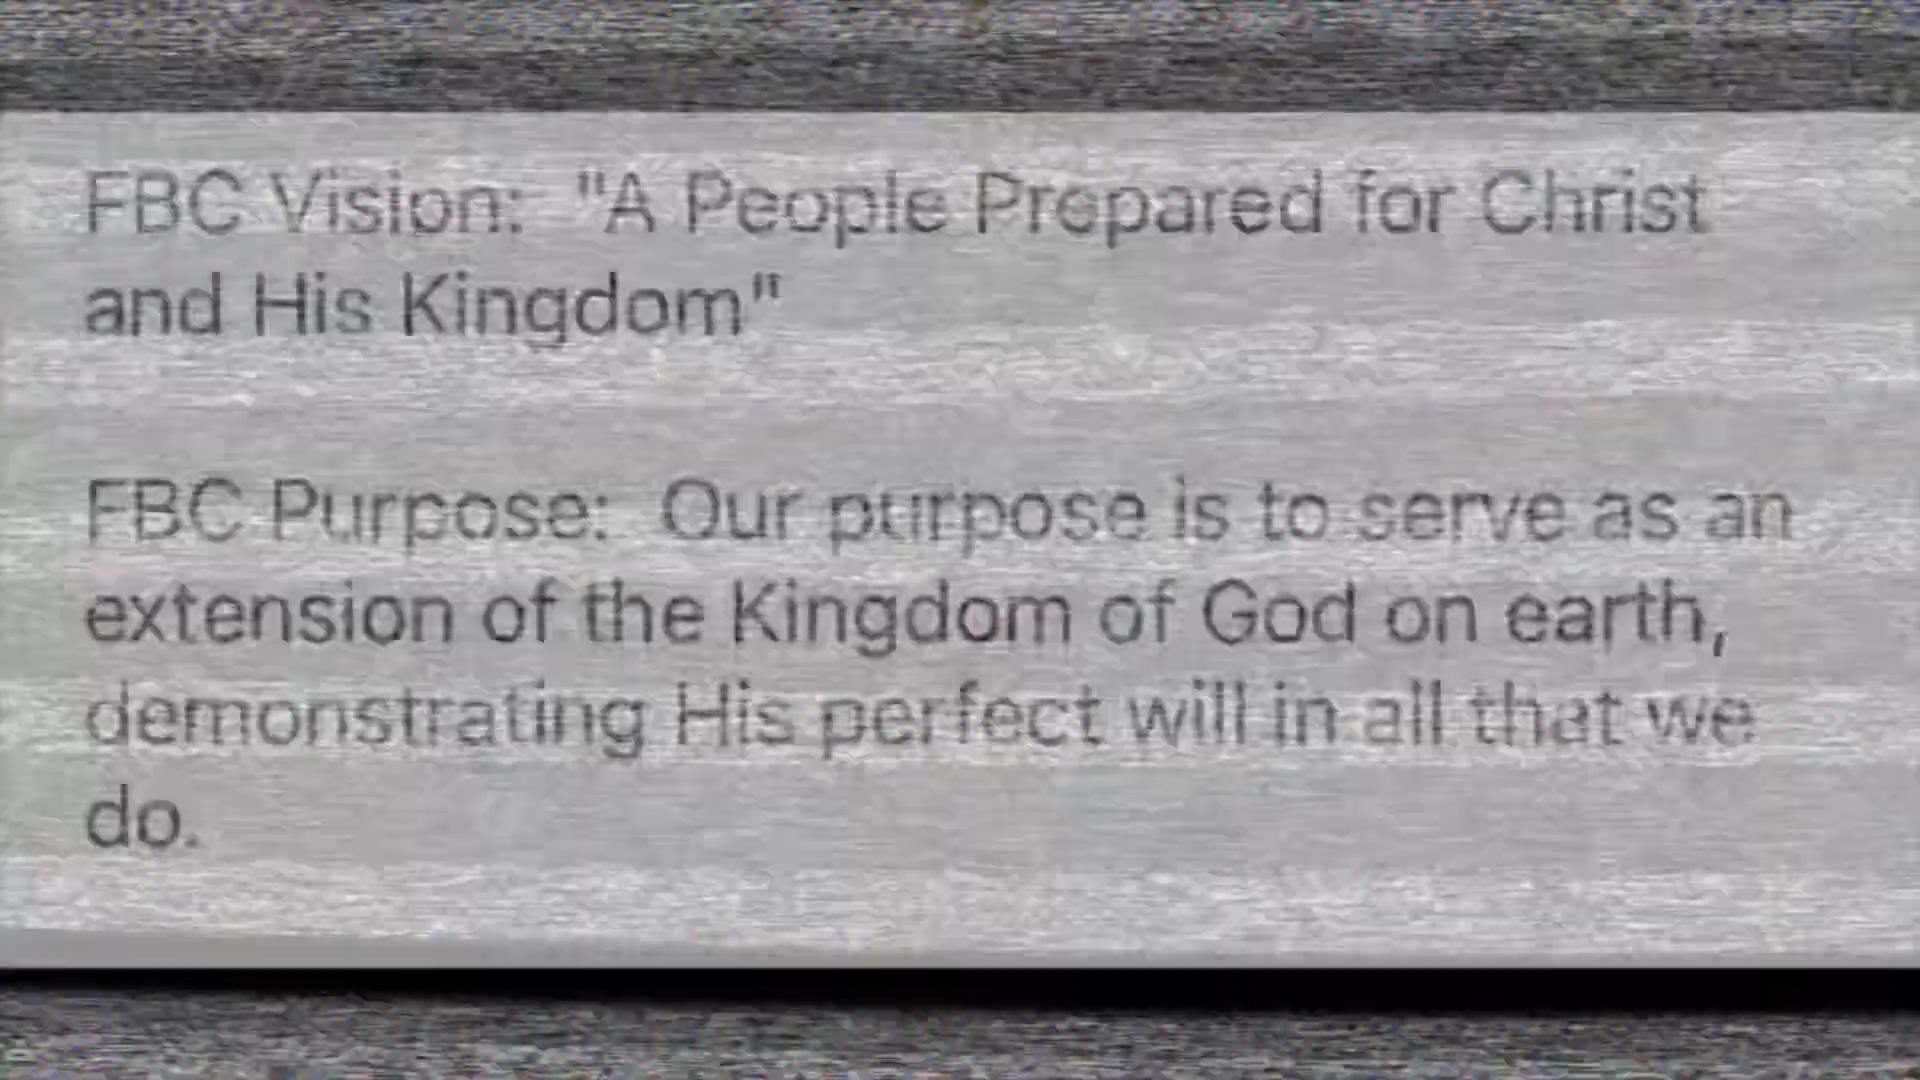 FBC Vision:  "A People Prepared for Christ
and His Kingdom"
FBC Purpose:  Our purpose is to serve as an
extension of the Kingdom of God on earth,
demonstrating His perfect will in all that we
do.